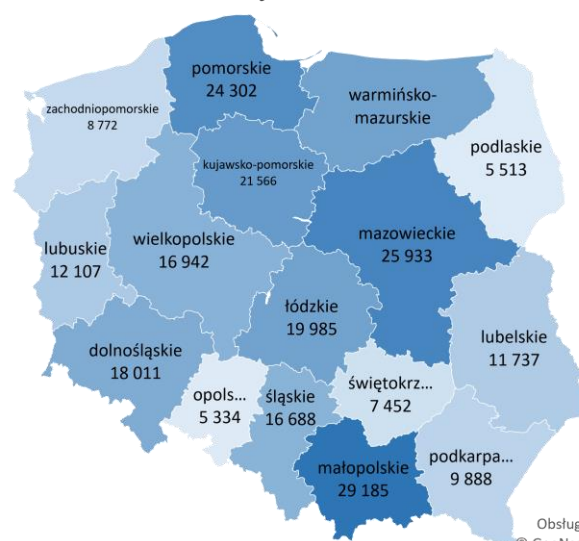 pomorskie
24 302
zachodniopomorskie
8 772
warmińsko-
mazurskie
podlaskie
5 513
kujawsko-pomorskie
21 566
lubuskie
12 107
wielkopolskie
16 942
mazowieckie
25 933
łódzkie
19 985
lubelskie
11 737
dolnośląskie
18 011
opols...
5 334
śląskie
16 688
świętokrz...
7 452
małopolskie
29 185
podkarpa...
9 888
Obsług